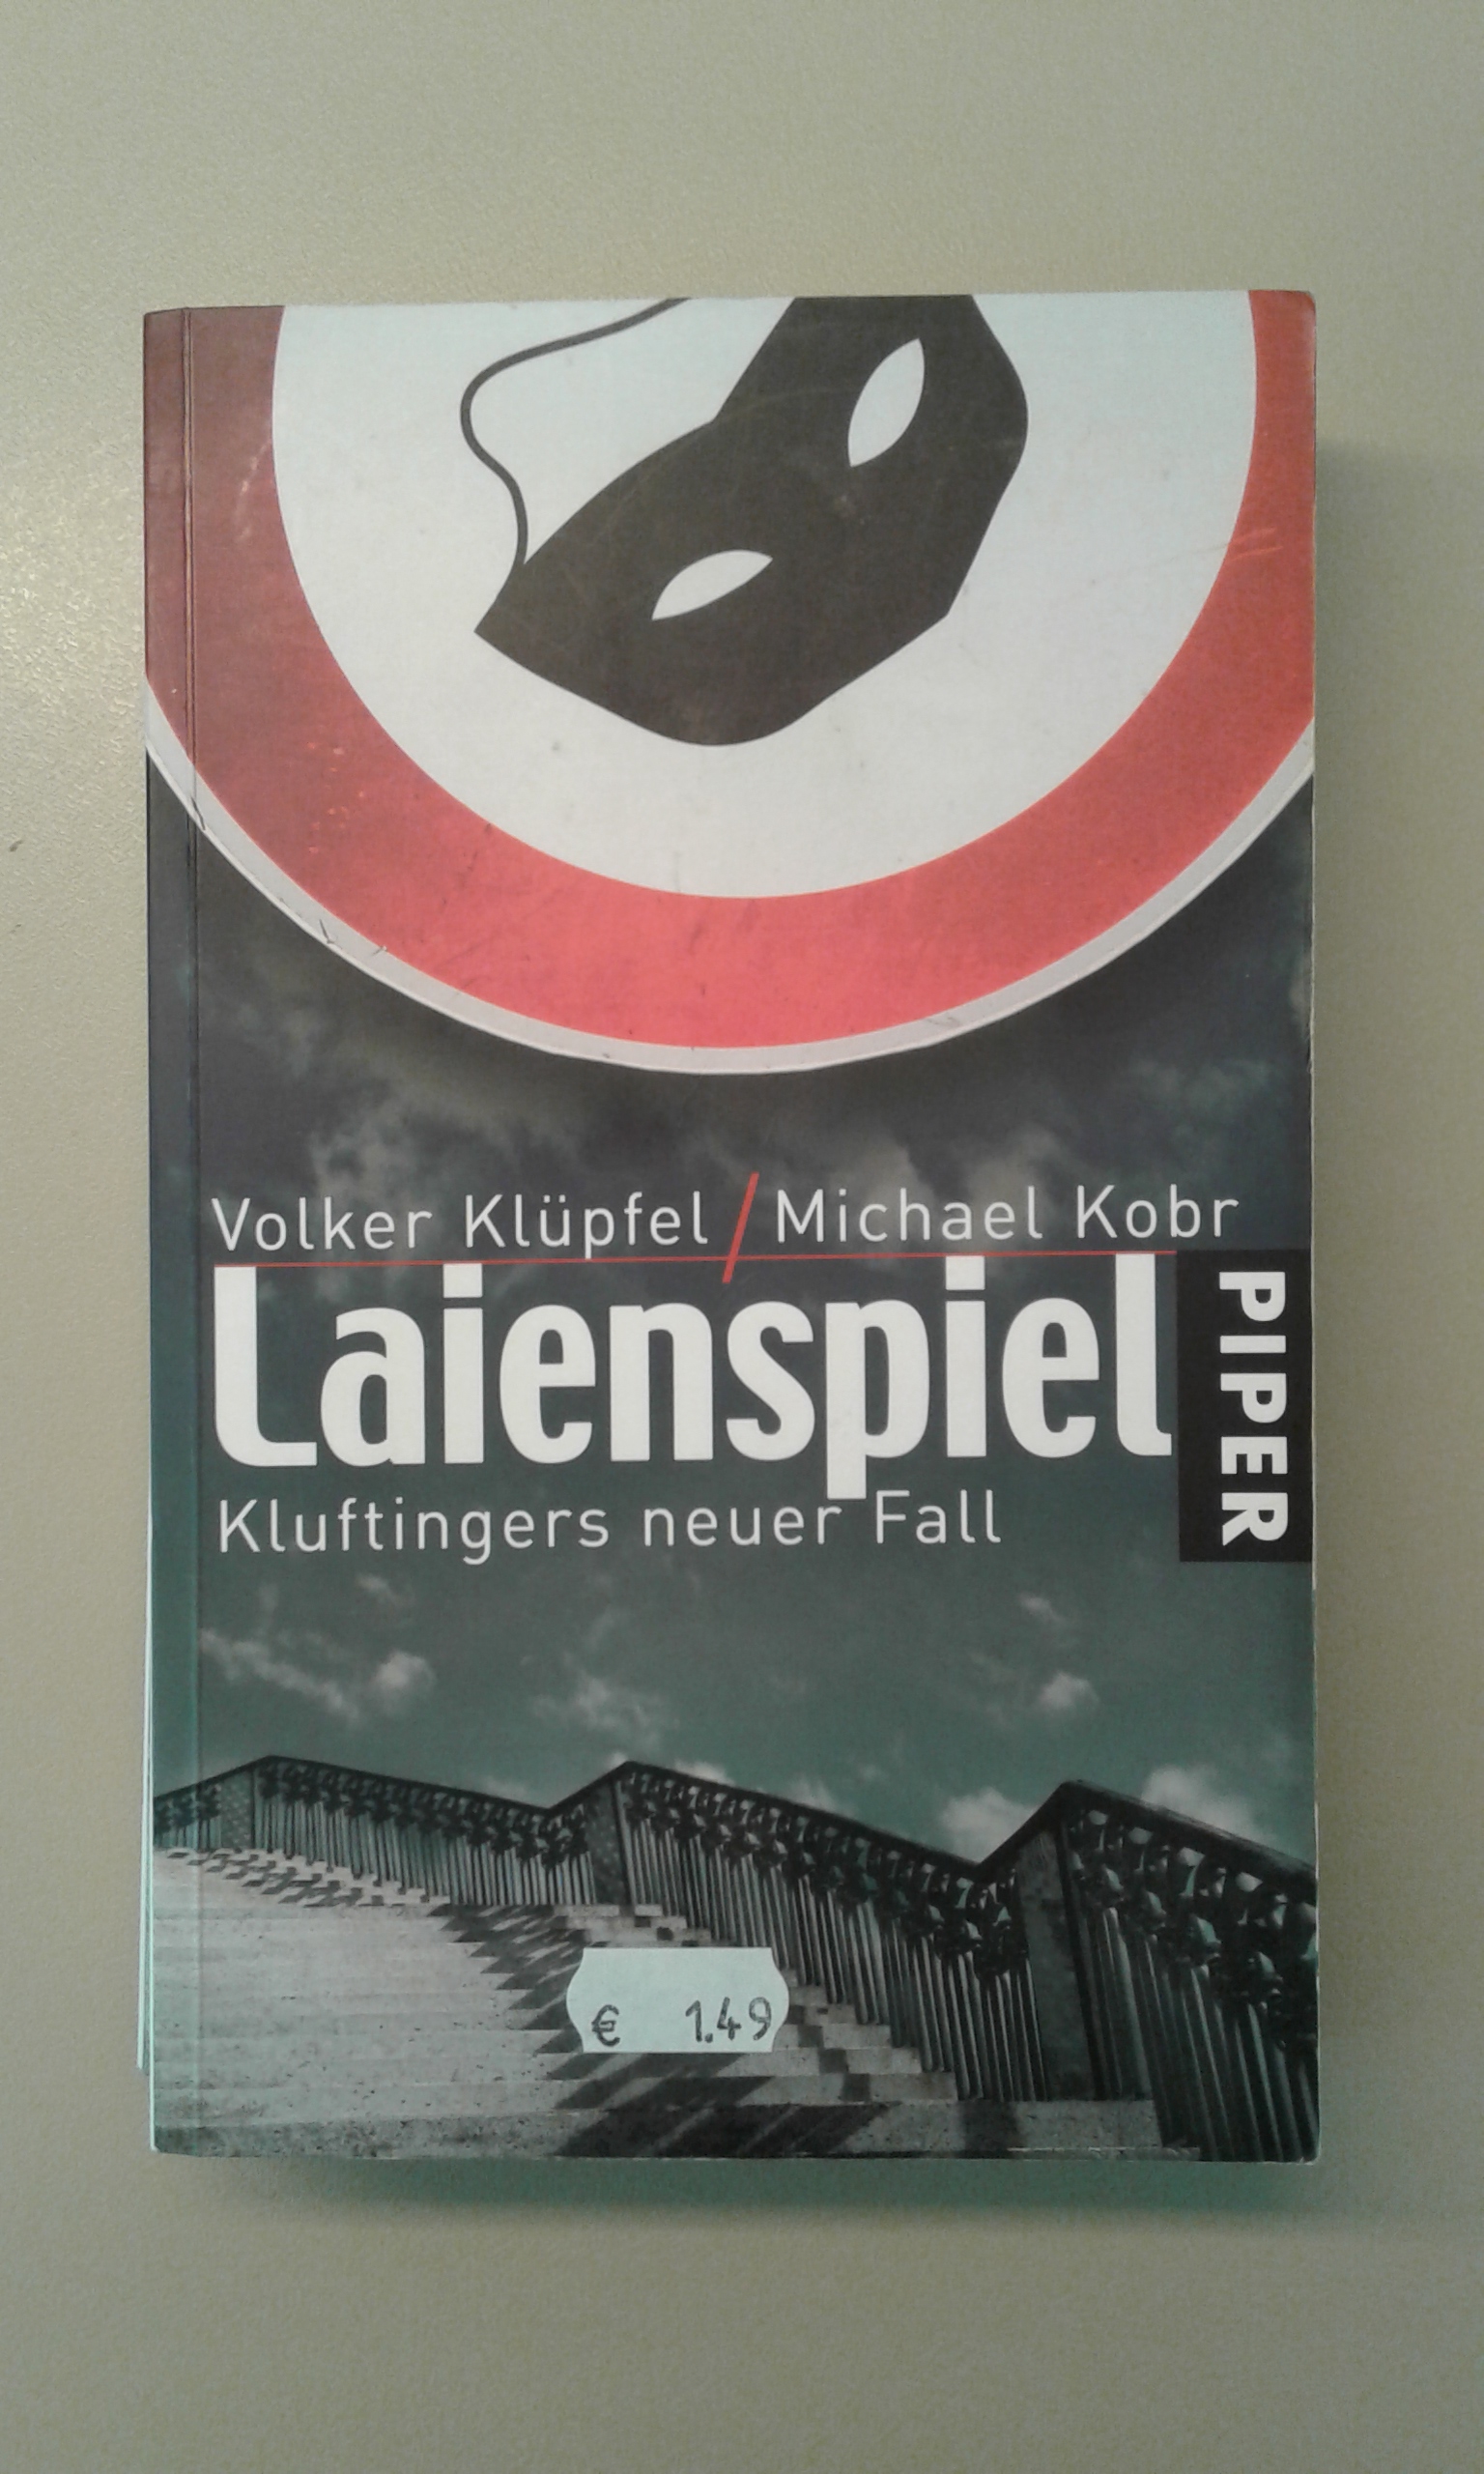 Volker Klüpfel / Michael Kobr
Laienspiel
PIPER
Kluftingers neuer Fall
€ 1.49